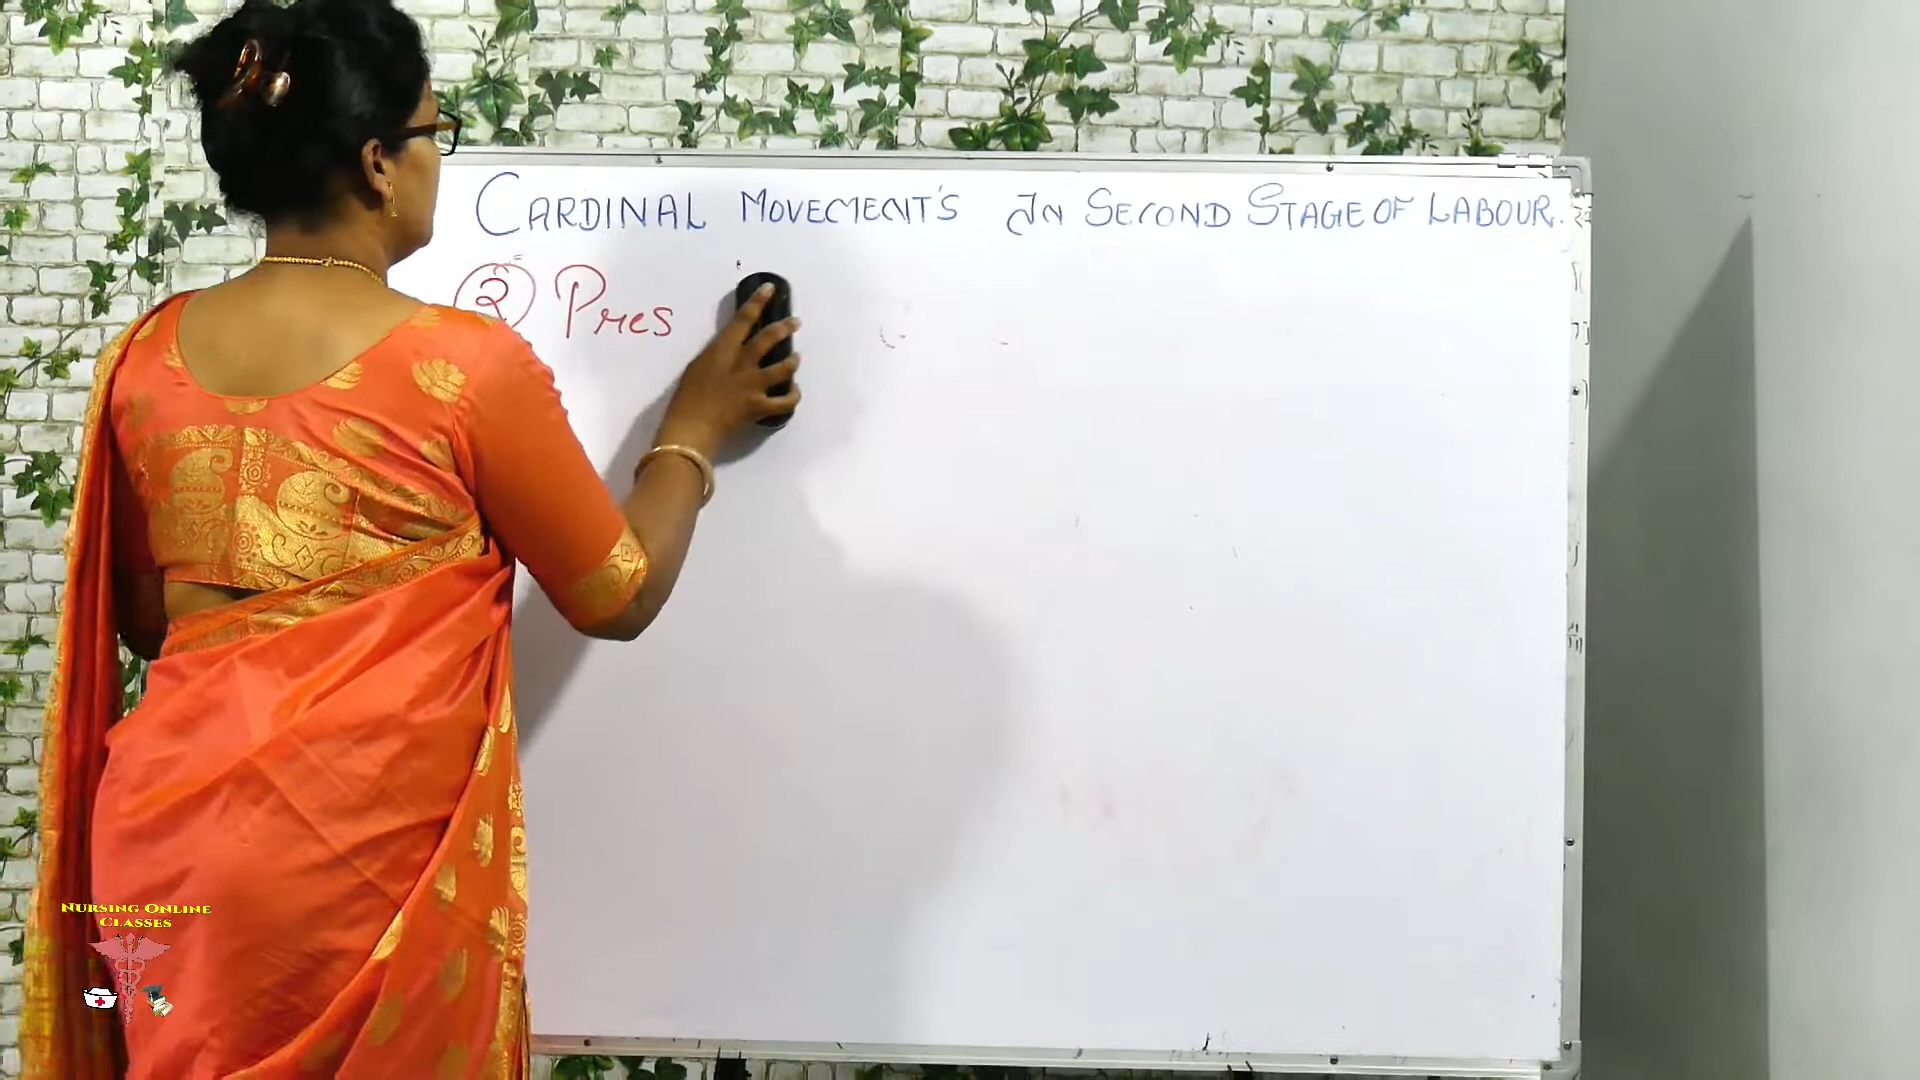 CARDINAL MOVEMENT'S IN SECOND STAGE OF LABOUR.
② Pres
NURSING ONLINE
CLASSES